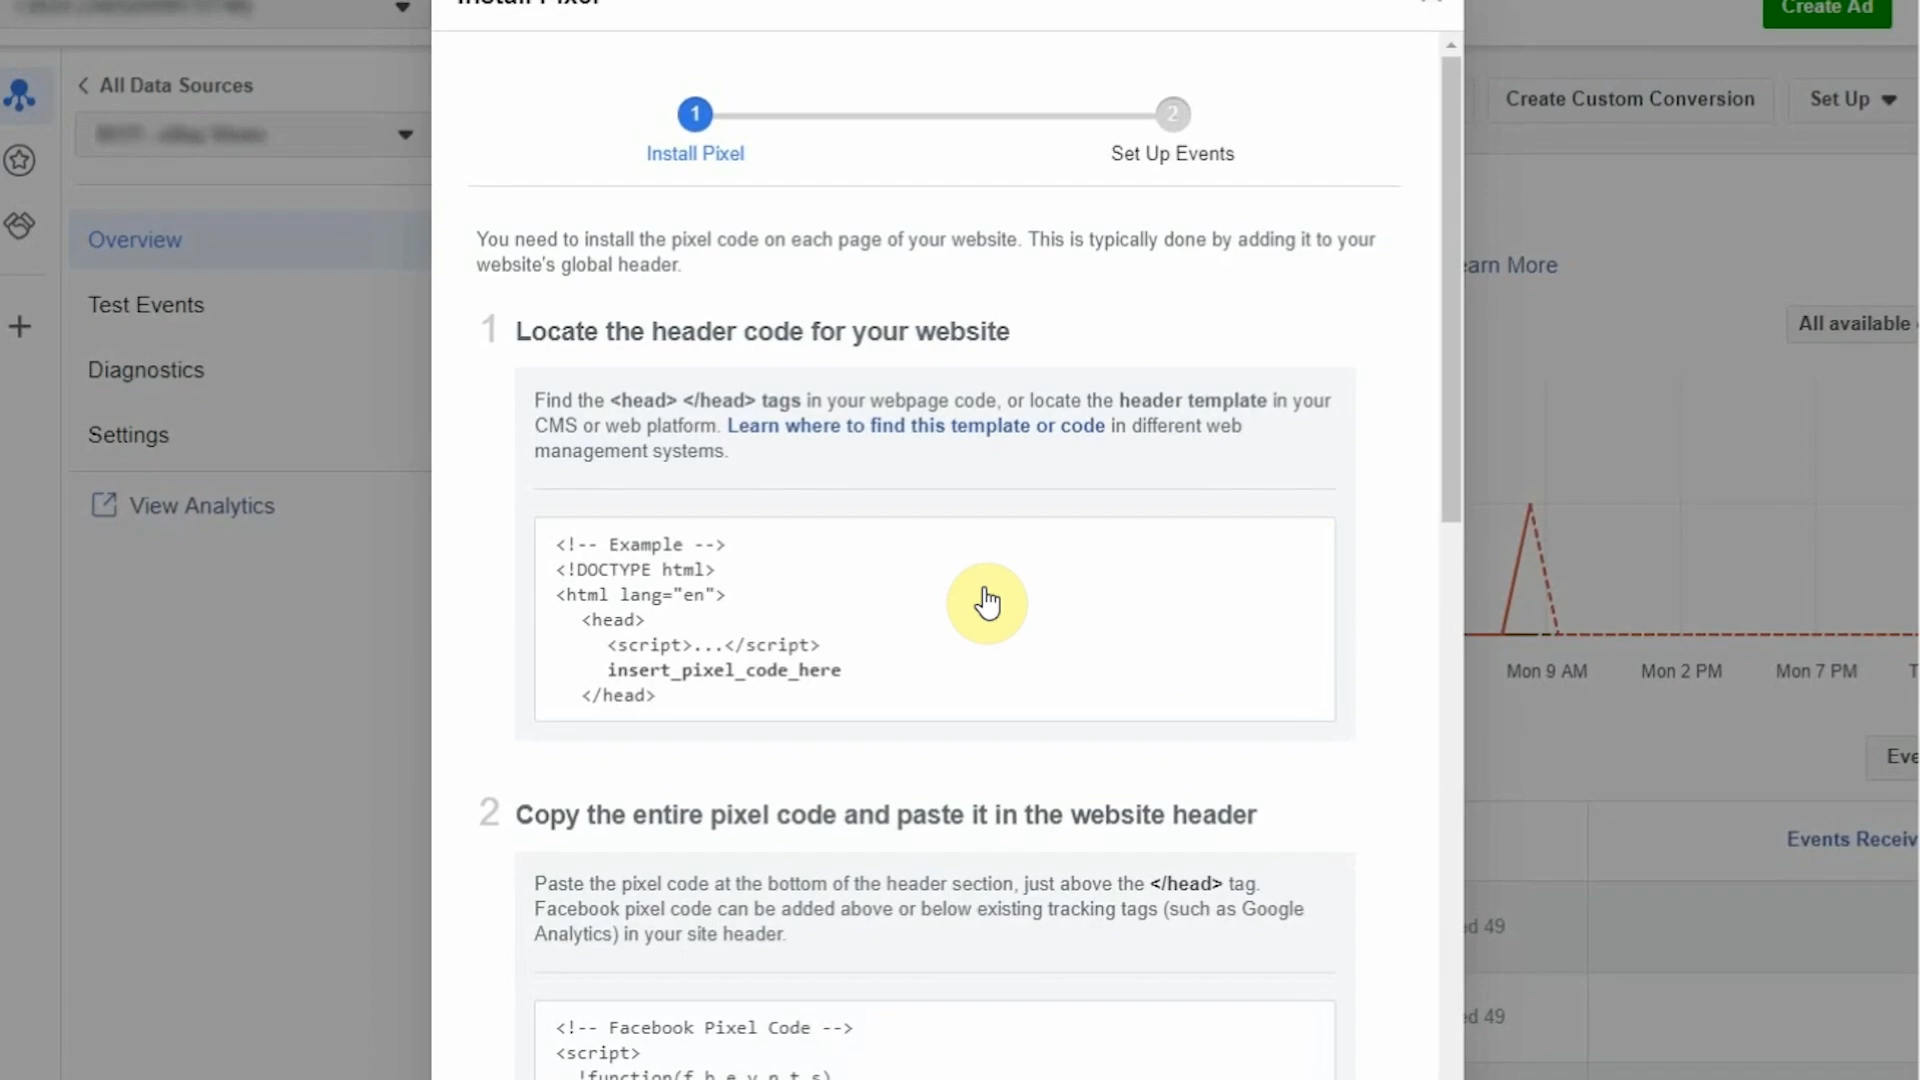 Install Pixel
Create Ad
All Data Sources
Create Custom Conversion
Set Up
1
2
Install Pixel
Set Up Events
Overview
Test Events
Diagnostics
Settings
View Analytics
You need to install the pixel code on each page of your website. This is typically done by adding it to your
website's global header.
1 Locate the header code for your website
Find the <head> </head> tags in your webpage code, or locate the header template in your
CMS or web platform. Learn where to find this template or code in different web
management systems.
<!-- Example -->
<!DOCTYPE html>
<html lang="en">
<head>
<script>...</script>
insert_pixel_code_here
</head>
2 Copy the entire pixel code and paste it in the website header
Paste the pixel code at the bottom of the header section, just above the </head> tag.
Facebook pixel code can be added above or below existing tracking tags (such as Google
Analytics) in your site header.
<!-- Facebook Pixel Code -->
<script>
!function(f,b,e,v,n,t,s)
earn More
All available
Mon 9 AM Mon 2 PM Mon 7 PM T
Eve
Events Receiv
ed 49
ed 49